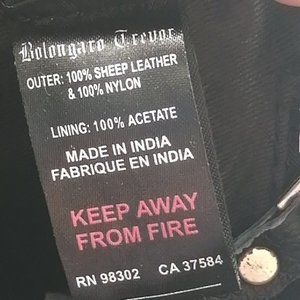 Bolongaro Trevor
OUTER: 100% SHEEP LEATHER
& 100% NYLON
LINING: 100% ACETATE
MADE IN INDIA
FABRIQUE EN INDIA
KEEP AWAY
FROM FIRE
RN 98302 CA 37584